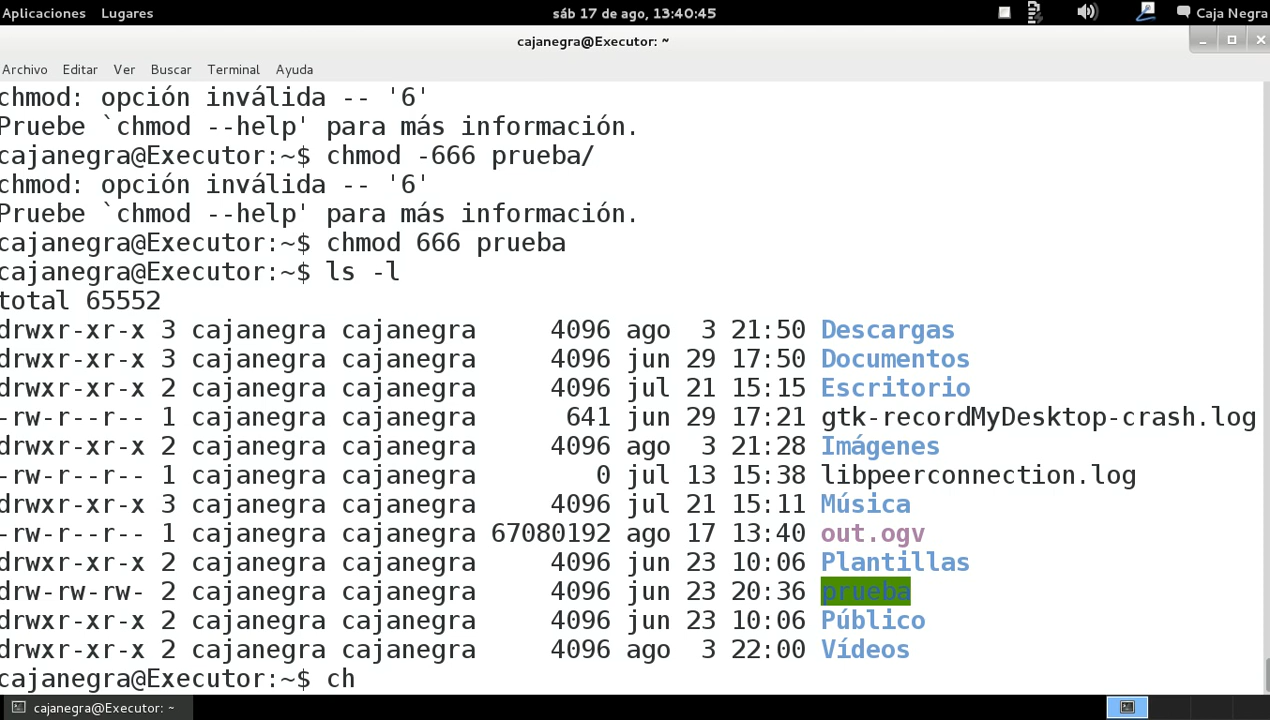 Aplicaciones Lugares sáb 17 de ago, 13:40:45 Caja Negra
cajanegra@Executor: ~
Archivo Editar Ver Buscar Terminal Ayuda
chmod: opción inválida -- '6'
Pruebe `chmod --help' para más información.
cajanegra@Executor:~$ chmod -666 prueba/
chmod: opción inválida -- '6'
Pruebe `chmod --help' para más información.
cajanegra@Executor:~$ chmod 666 prueba
cajanegra@Executor:~$ ls -l
total 65552
drwxr-xr-x 3 cajanegra cajanegra     4096 ago  3 21:50 Descargas
drwxr-xr-x 3 cajanegra cajanegra     4096 jun 29 17:50 Documentos
drwxr-xr-x 2 cajanegra cajanegra     4096 jul 21 15:15 Escritorio
-rw-r--r-- 1 cajanegra cajanegra      641 jun 29 17:21 gtk-recordMyDesktop-crash.log
drwxr-xr-x 2 cajanegra cajanegra     4096 ago  3 21:28 Imágenes
-rw-r--r-- 1 cajanegra cajanegra        0 jul 13 15:38 libpeerconnection.log
drwxr-xr-x 3 cajanegra cajanegra     4096 jul 21 15:11 Música
-rw-r--r-- 1 cajanegra cajanegra 67080192 ago 17 13:40 out.ogv
drwxr-xr-x 2 cajanegra cajanegra     4096 jun 23 10:06 Plantillas
drw-rw-rw- 2 cajanegra cajanegra     4096 jun 23 20:36 prueba
drwxr-xr-x 2 cajanegra cajanegra     4096 jun 23 10:06 Público
drwxr-xr-x 2 cajanegra cajanegra     4096 ago  3 22:00 Vídeos
cajanegra@Executor:~$ ch
cajanegra@Executor: ~